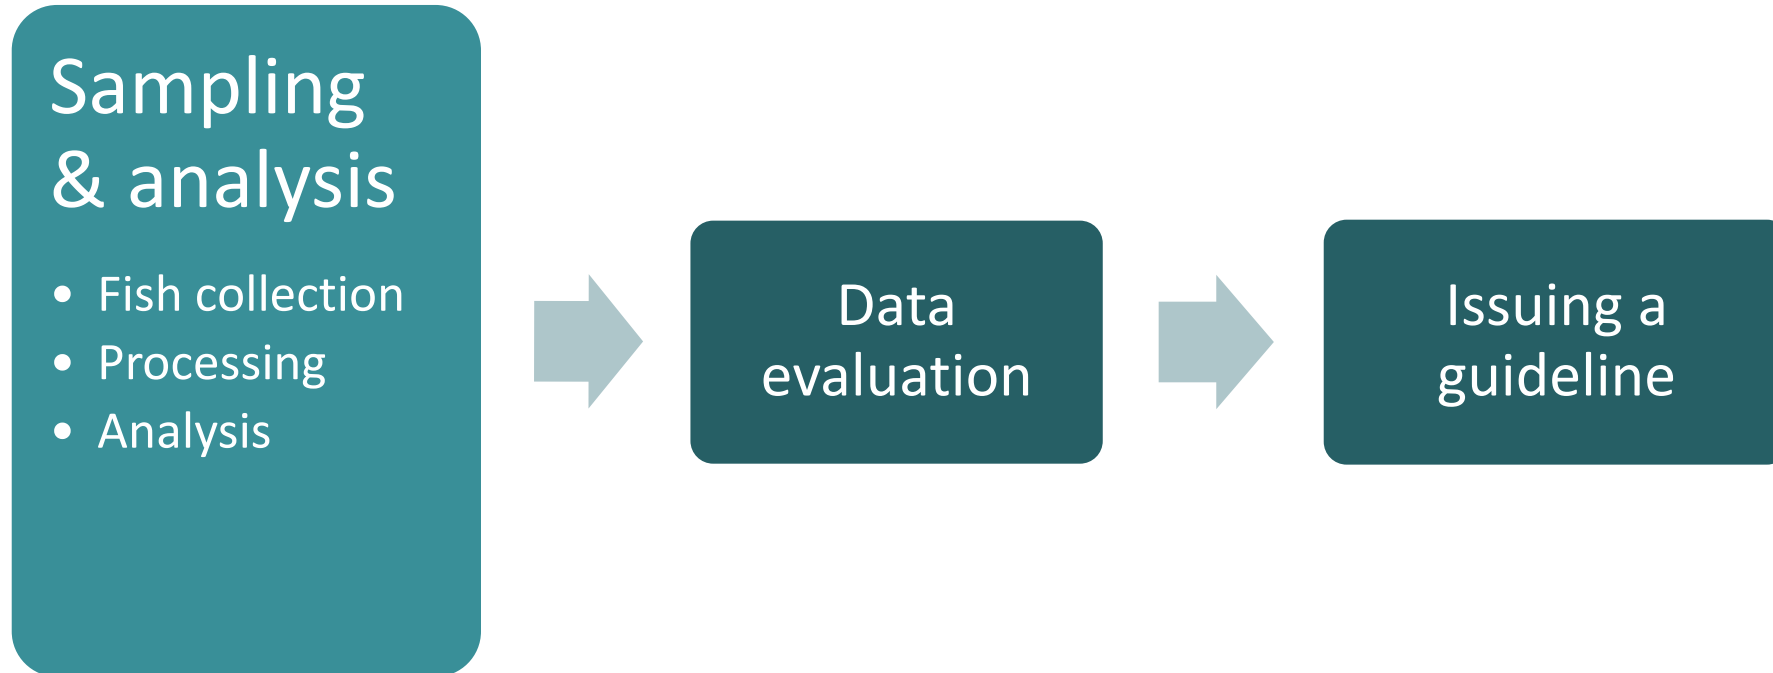 Sampling
& analysis
• Fish collection
• Processing
• Analysis
Data
evaluation
Issuing a
guideline